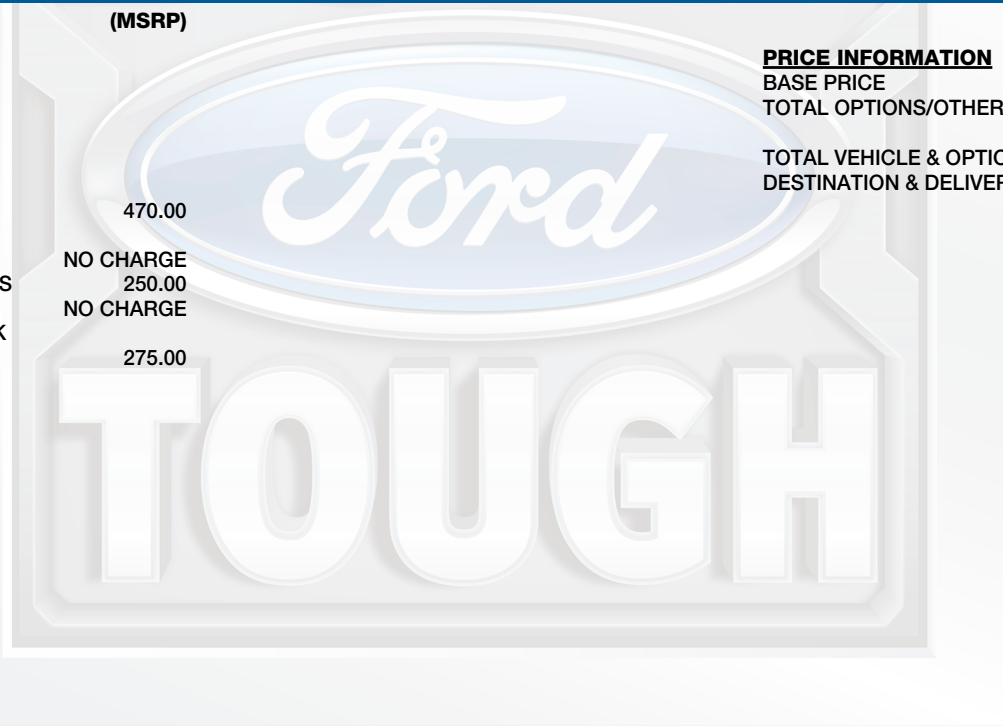 (MSRP)
470.00
NO CHARGE
S 250.00
NO CHARGE
K
275.00
PRICE INFORMATION
BASE PRICE
TOTAL OPTIONS/OTHER
TOTAL VEHICLE & OPTIO
DESTINATION & DELIVER
Ford
TOUGH